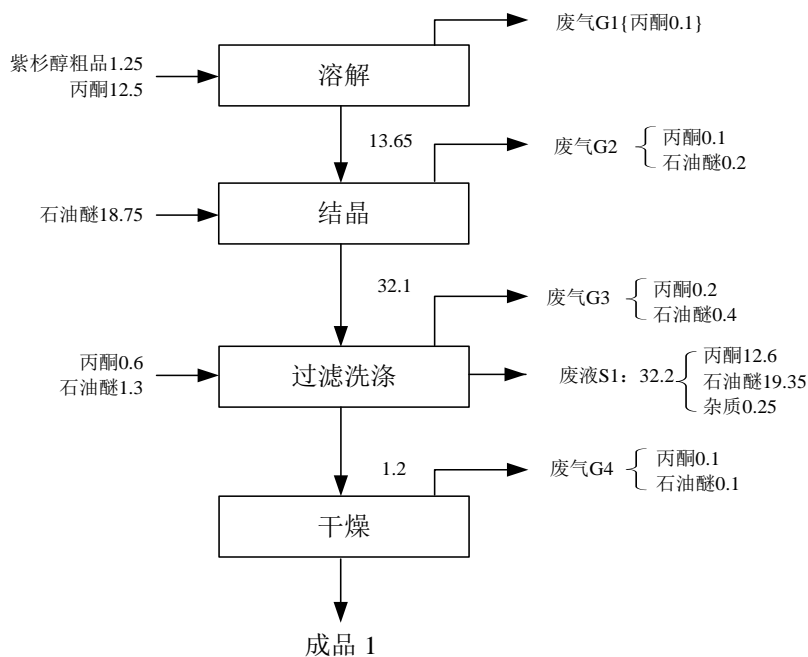 废气G1{丙酮0.1}
紫杉醇粗品1.25
丙酮12.5
溶解
13.65
废气G2
丙酮0.1
石油醚0.2
石油醚18.75
结晶
32.1
废气G3
丙酮0.2
石油醚0.4
丙酮0.6
石油醚1.3
过滤洗涤
废液S1：32.2
丙酮12.6
石油醚19.35
杂质0.25
1.2
废气G4
丙酮0.1
石油醚0.1
干燥
成品 1